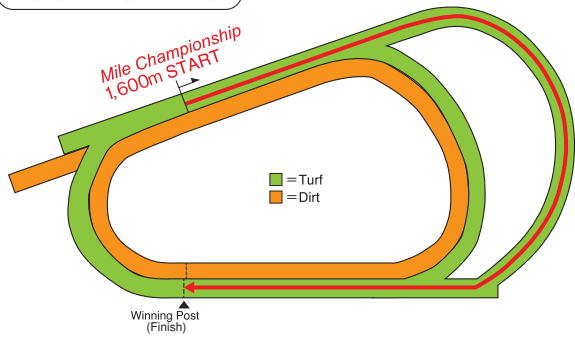 Mile Championship
1,600m START
=Turf
=Dirt
Winning Post
(Finish)